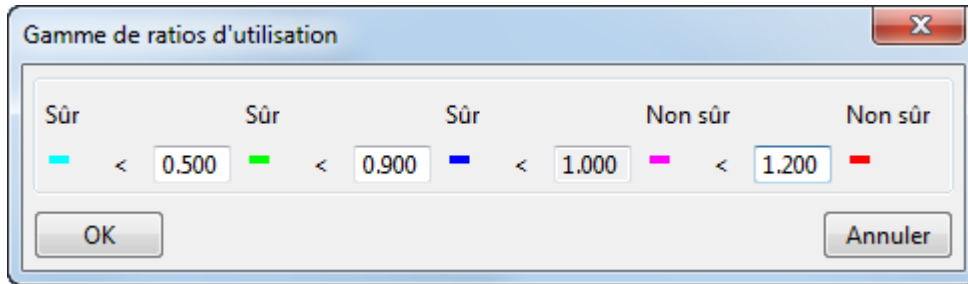 Gamme de ratios d'utilisation
Sûr Sûr Sûr Non sûr Non sûr
< 0.500 < 0.900 < 1.000 < 1.200
OK Annuler